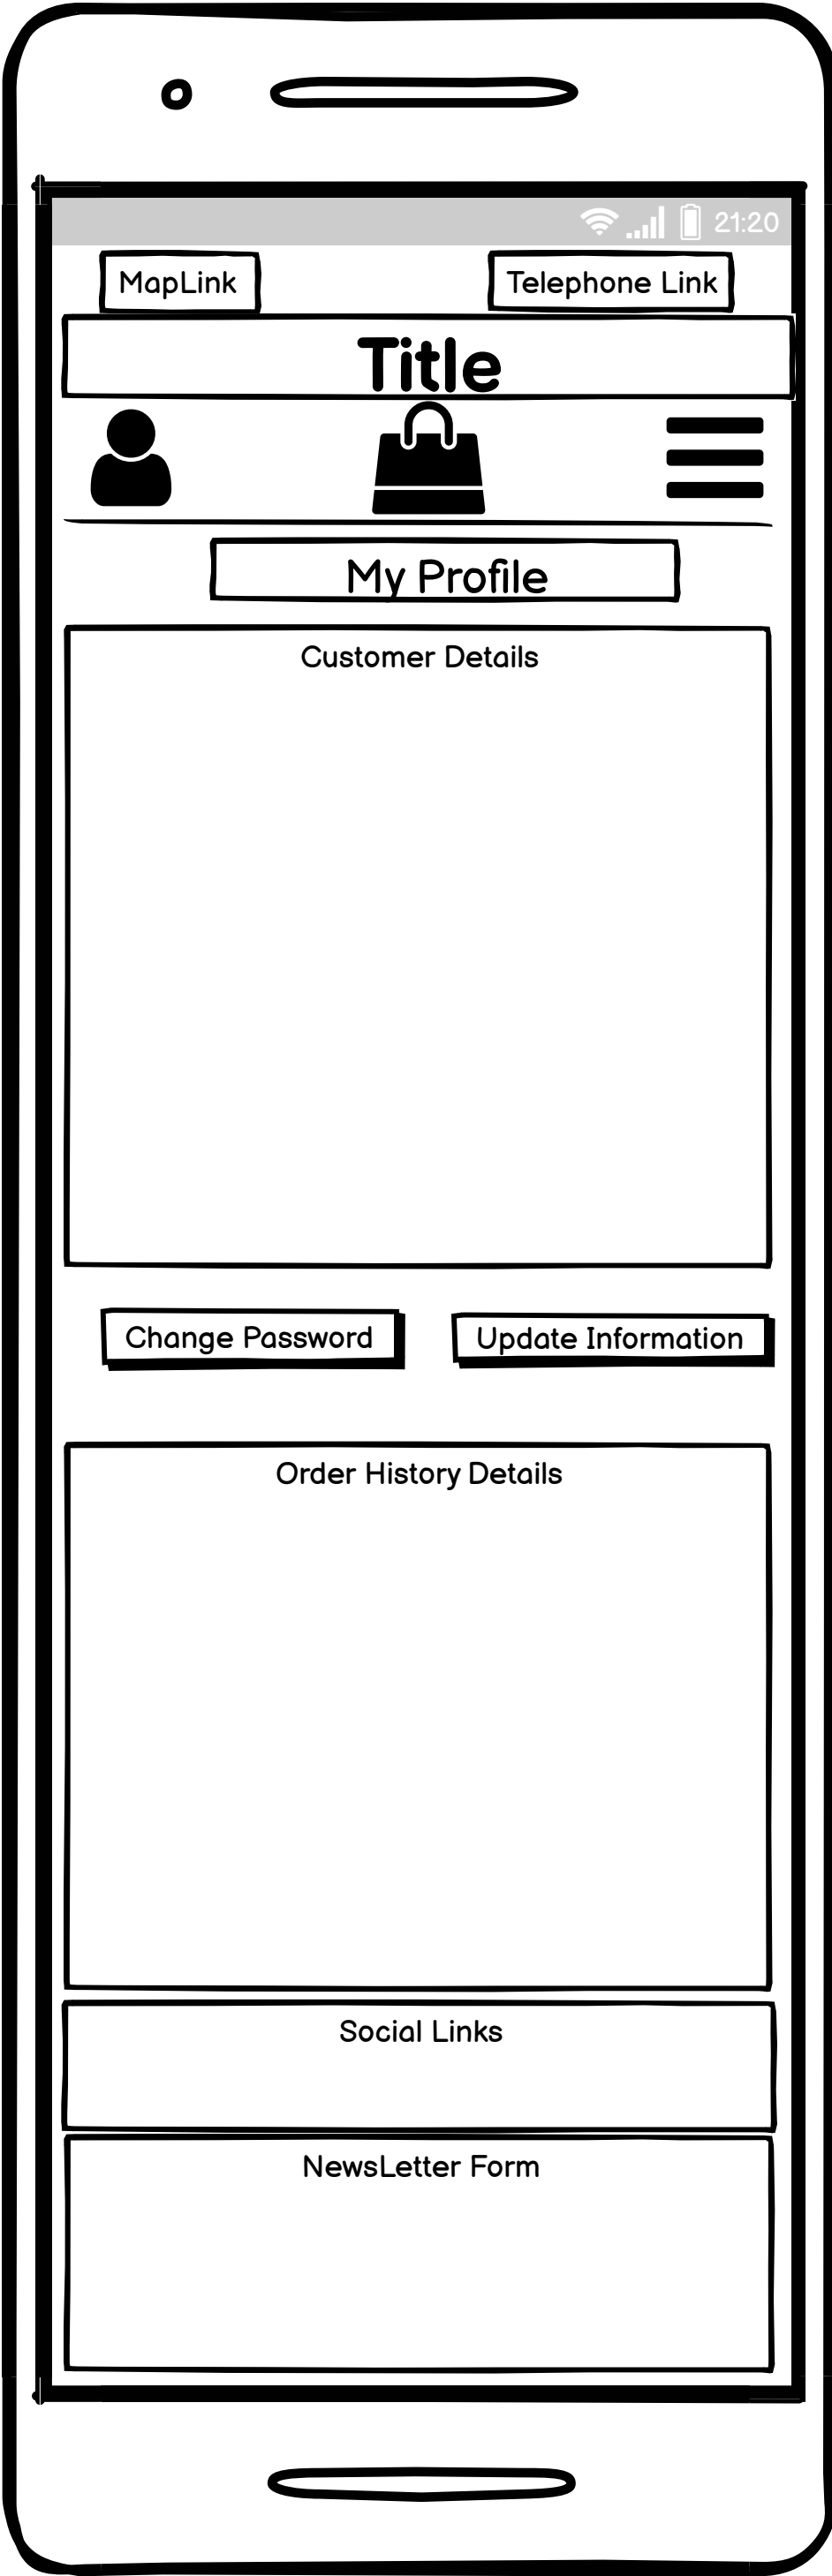 21:20
MapLink
Telephone Link
Title
My Profile
Customer Details
Change Password
Update Information
Order History Details
Social Links
NewsLetter Form